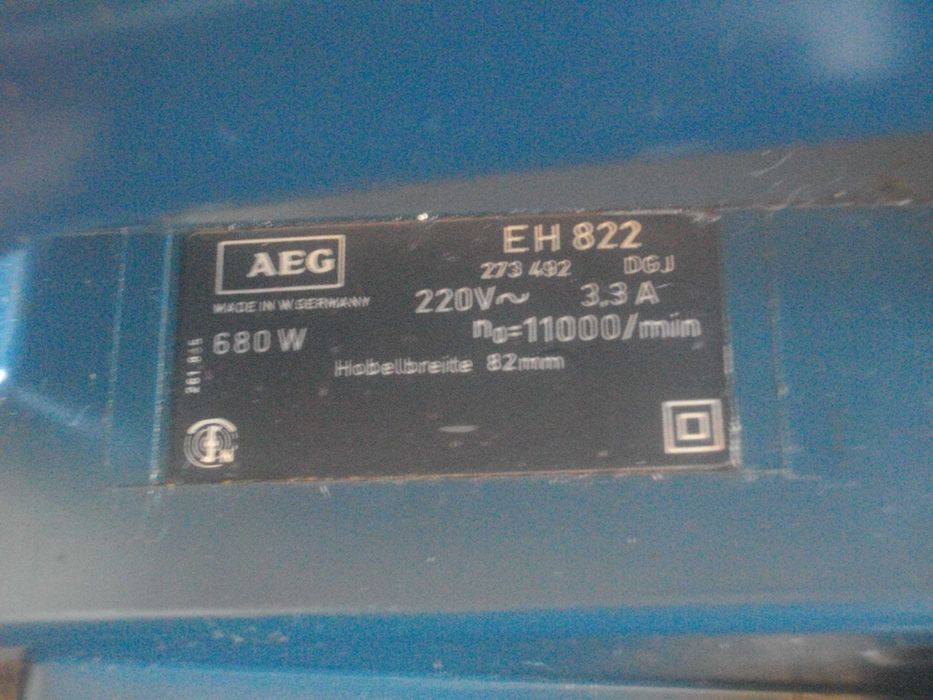 AEG
EH 822
273 492 DGJ
MADE IN W.GERMANY
220V~ 3.3 A
680 W
n₀=11000/min
Hobelbreite 82mm